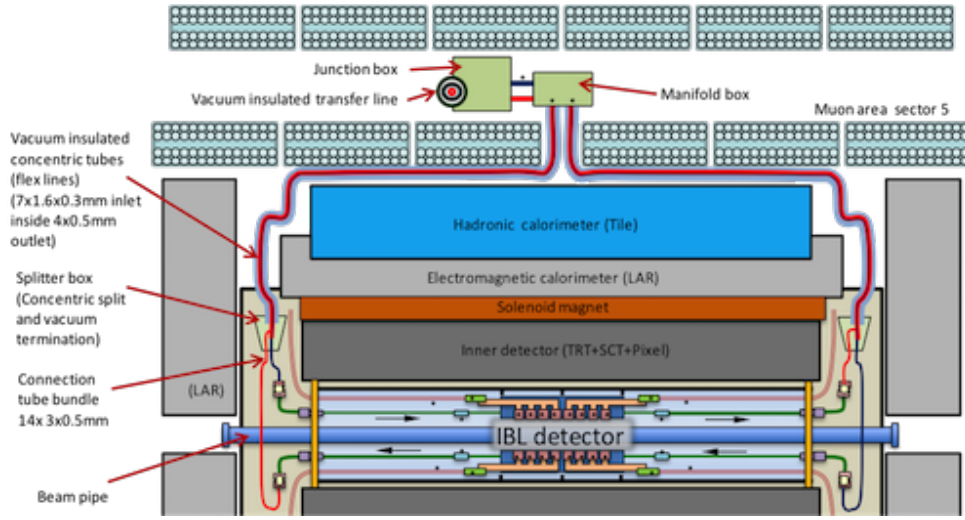 Junction box
Vacuum insulated transfer line
Manifold box
Muon area sector 5
Vacuum insulated
concentric tubes
(flex lines)
(7x1.6x0.3mm inlet
inside 4x0.5mm
outlet)
Hadronic calorimeter (Tile)
Electromagnetic calorimeter (LAR)
Splitter box
(Concentric split
and vacuum
termination)
Solenoid magnet
Inner detector (TRT+SCT+Pixel)
Connection
tube bundle
14x 3x0.5mm
(LAR)
IBL detector
Beam pipe